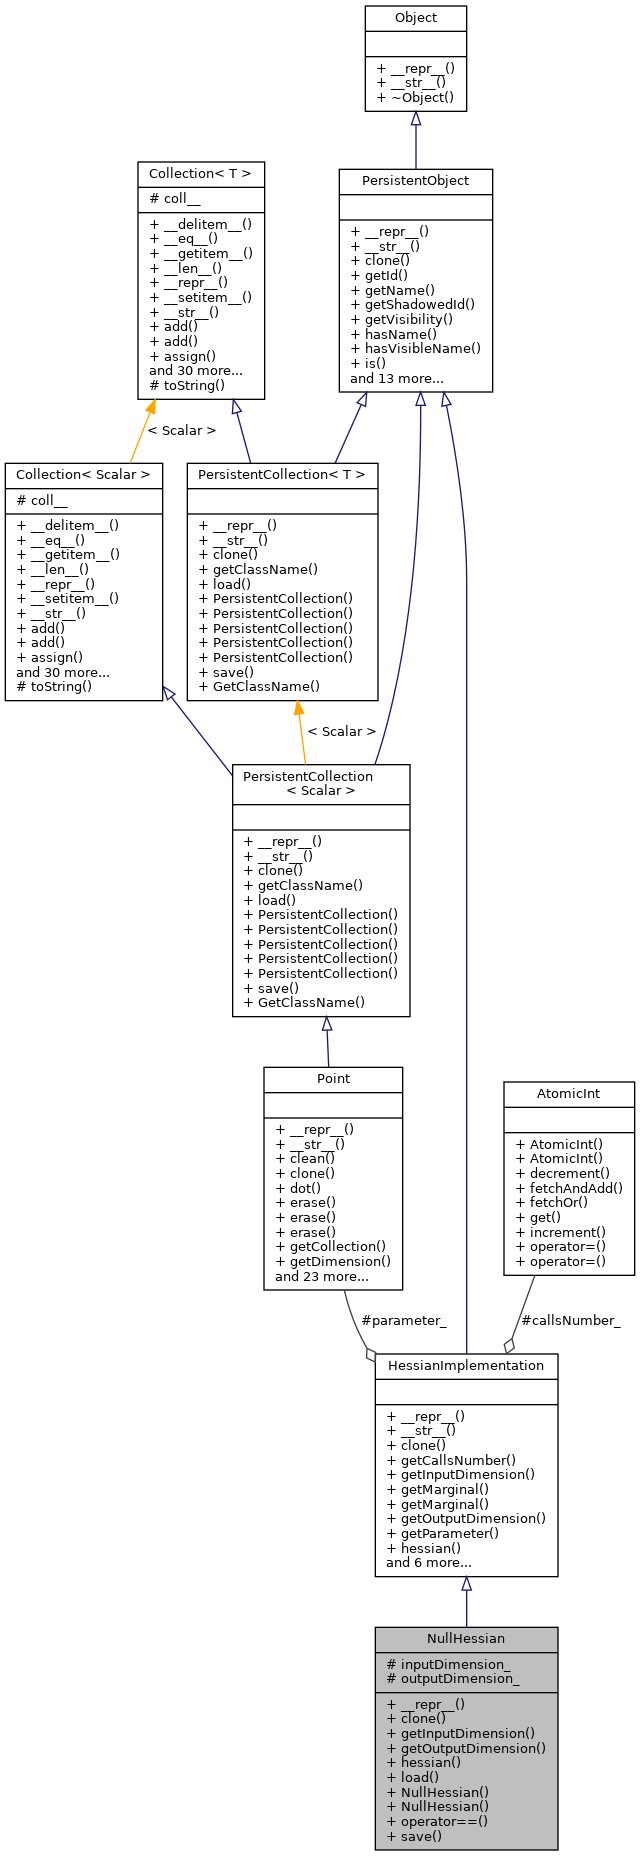 Object
+ __repr__()
+ __str__()
+ ~Object()
Collection< T >
# coll__
+ __delitem__()
+ __eq__()
+ __getitem__()
+ __len__()
+ __repr__()
+ __setitem__()
+ __str__()
+ add()
+ add()
+ assign()
and 30 more...
# toString()
PersistentObject
+ __repr__()
+ __str__()
+ clone()
+ getId()
+ getName()
+ getShadowedId()
+ getVisibility()
+ hasName()
+ hasVisibleName()
+ is()
and 13 more...
< Scalar >
Collection< Scalar >
# coll__
+ __delitem__()
+ __eq__()
+ __getitem__()
+ __len__()
+ __repr__()
+ __setitem__()
+ __str__()
+ add()
+ add()
+ assign()
and 30 more...
# toString()
PersistentCollection< T >
+ __repr__()
+ __str__()
+ clone()
+ getClassName()
+ load()
+ PersistentCollection()
+ PersistentCollection()
+ PersistentCollection()
+ PersistentCollection()
+ PersistentCollection()
+ save()
+ GetClassName()
< Scalar >
PersistentCollection
< Scalar >
+ __repr__()
+ __str__()
+ clone()
+ getClassName()
+ load()
+ PersistentCollection()
+ PersistentCollection()
+ PersistentCollection()
+ PersistentCollection()
+ PersistentCollection()
+ save()
+ GetClassName()
Point
+ __repr__()
+ __str__()
+ clean()
+ clone()
+ dot()
+ erase()
+ erase()
+ erase()
+ getCollection()
+ getDimension()
and 23 more...
AtomicInt
+ AtomicInt()
+ AtomicInt()
+ decrement()
+ fetchAndAdd()
+ fetchOr()
+ get()
+ increment()
+ operator=()
+ operator=()
#parameter_
#callsNumber_
HessianImplementation
+ __repr__()
+ __str__()
+ clone()
+ getCallsNumber()
+ getInputDimension()
+ getMarginal()
+ getMarginal()
+ getOutputDimension()
+ getParameter()
+ hessian()
and 6 more...
NullHessian
# inputDimension_
# outputDimension_
+ __repr__()
+ clone()
+ getInputDimension()
+ getOutputDimension()
+ hessian()
+ load()
+ NullHessian()
+ NullHessian()
+ operator==()
+ save()